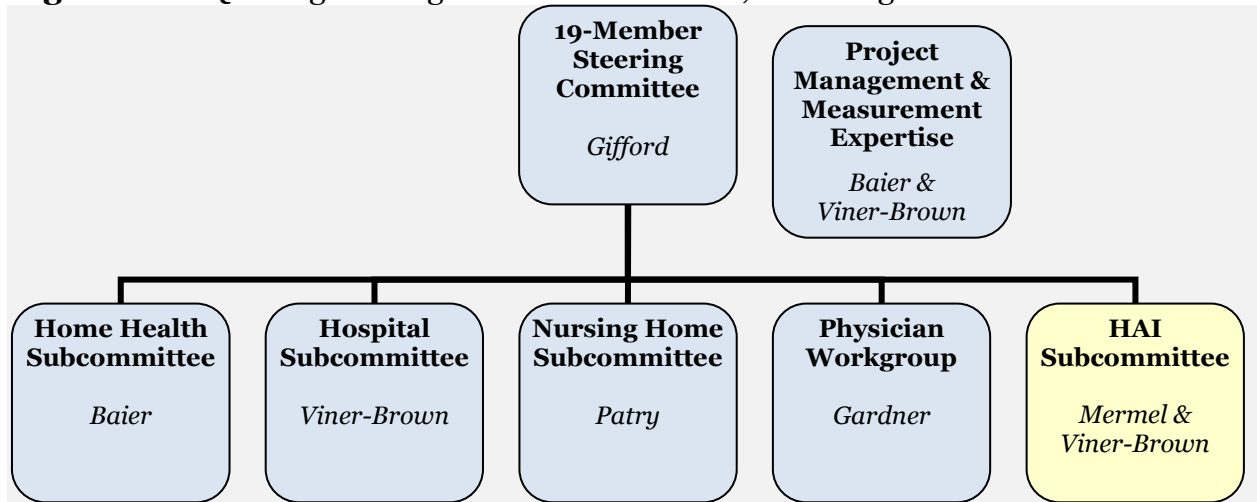 19-Member
Steering
Committee
Gifford
Project
Management &
Measurement
Expertise
Baier &
Viner-Brown
Home Health
Subcommittee
Baier
Hospital
Subcommittee
Viner-Brown
Nursing Home
Subcommittee
Patry
Physician
Workgroup
Gardner
HAI
Subcommittee
Mermel &
Viner-Brown